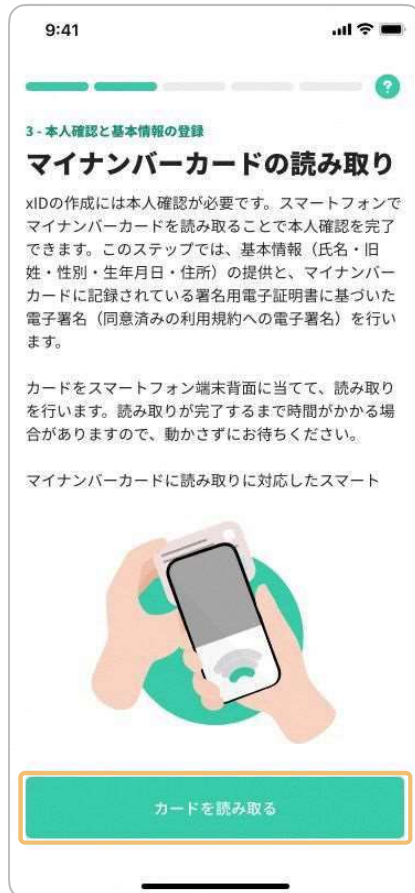 9:41
?
3 - 本人確認と基本情報の登録
マイナンバーカードの読み取り
xIDの作成には本人確認が必要です。スマートフォンで
マイナンバーカードを読み取ることで本人確認を完了
できます。このステップでは、基本情報（氏名・旧
姓・性別・生年月日・住所）の提供と、マイナンバー
カードに記録されている署名用電子証明書に基づいた
電子署名（同意済みの利用規約への電子署名）を行い
ます。
カードをスマートフォン端末背面に当てて、読み取り
を行います。読み取りが完了するまで時間がかかる場
合がありますので、動かさずにお待ちください。
マイナンバーカードに読み取りに対応したスマート
カードを読み取る